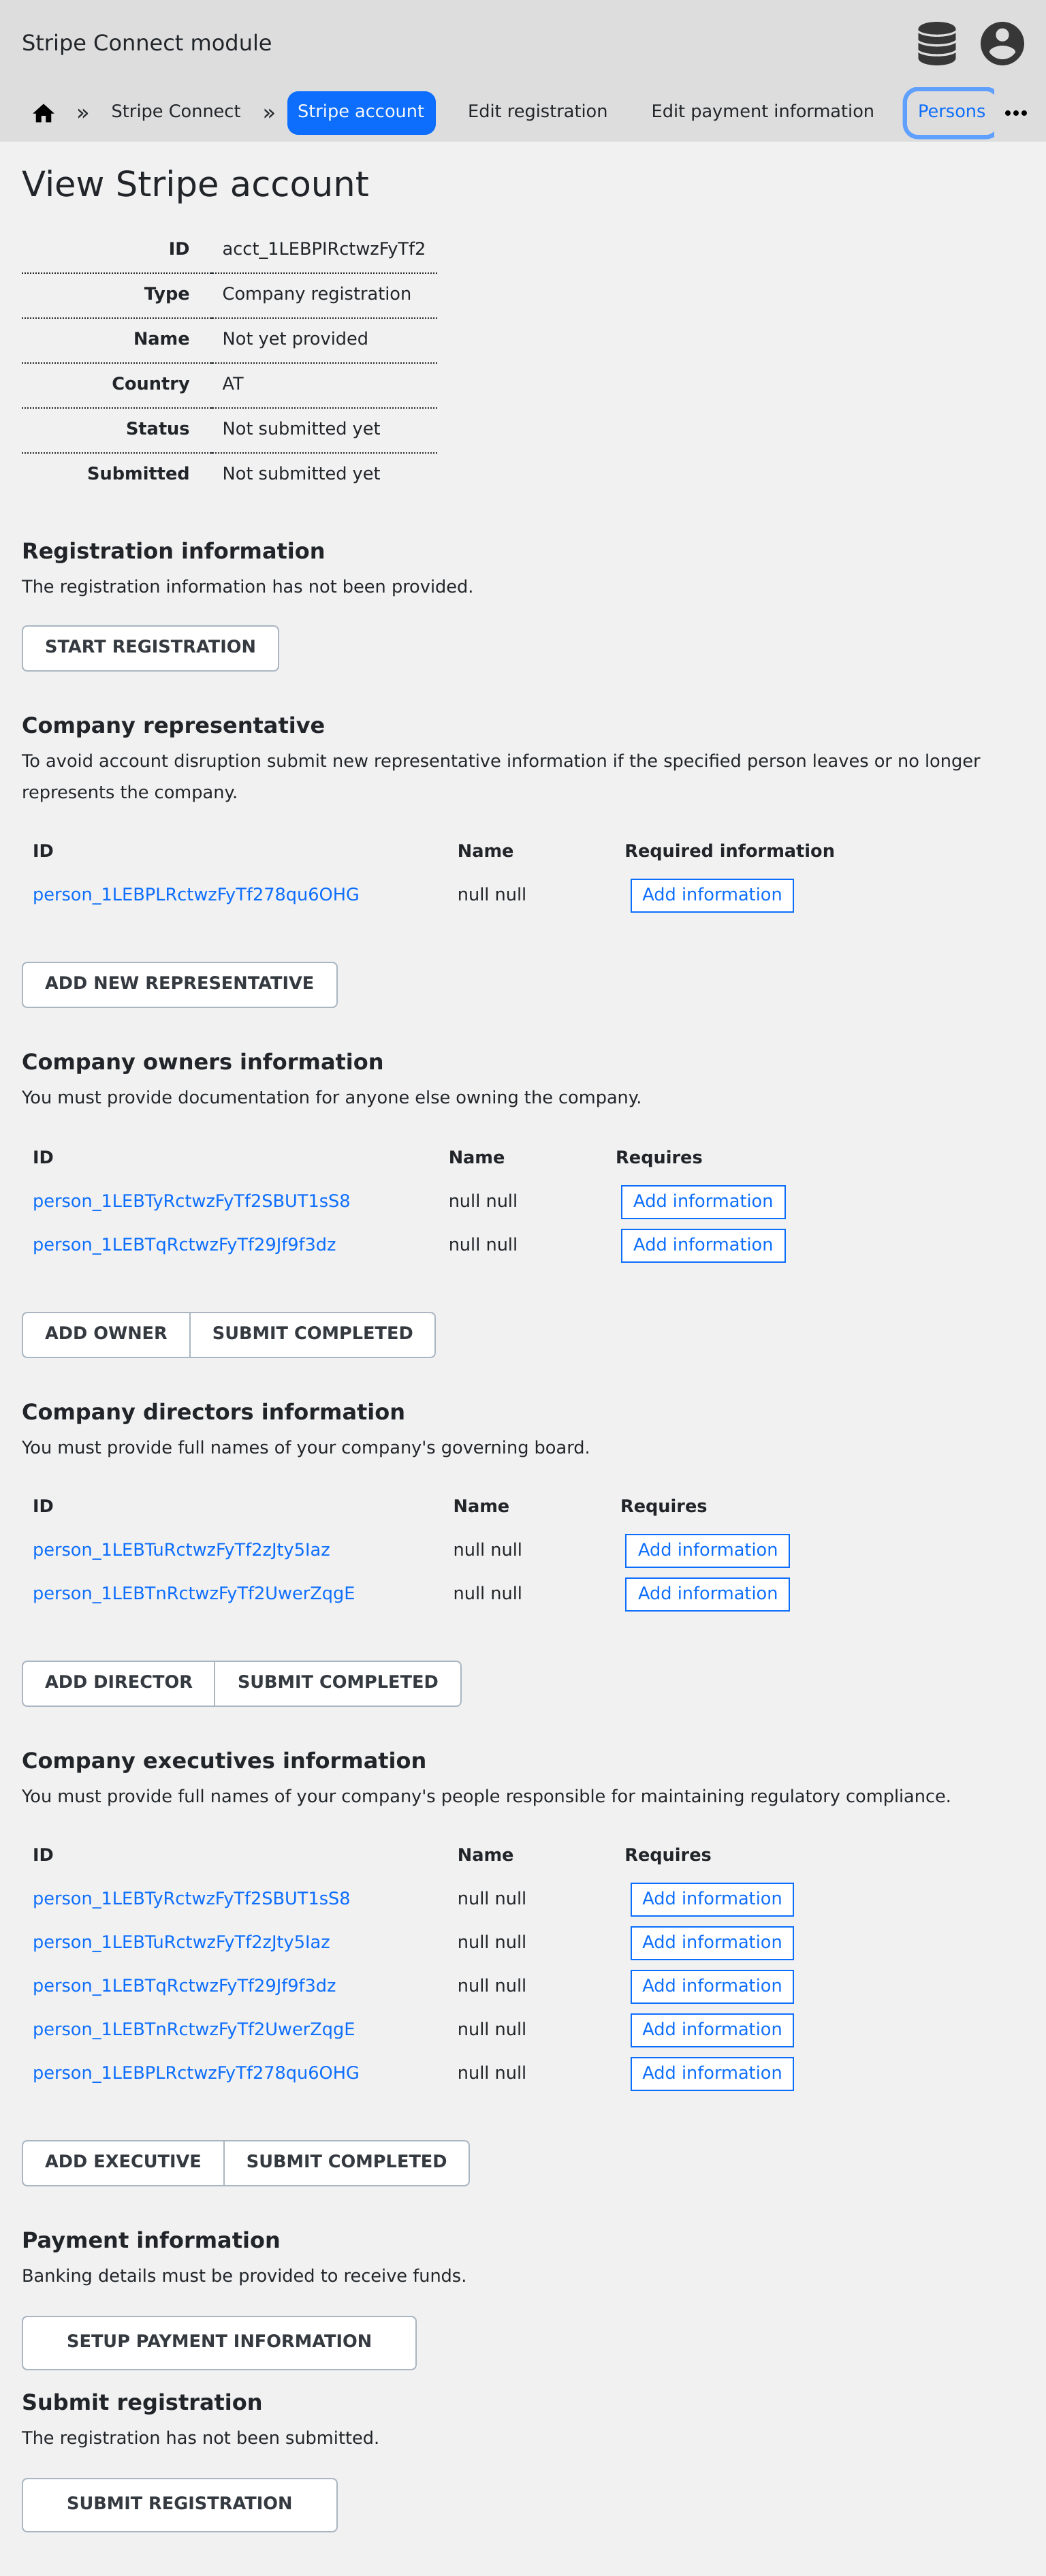 Stripe Connect module
» Stripe Connect » Stripe account Edit registration Edit payment information Persons •••
View Stripe account
ID acct_1LEBPIRctwzFyTf2
Type Company registration
Name Not yet provided
Country AT
Status Not submitted yet
Submitted Not submitted yet
Registration information
The registration information has not been provided.
START REGISTRATION
Company representative
To avoid account disruption submit new representative information if the specified person leaves or no longer
represents the company.
ID Name Required information
person_1LEBPLRctwzFyTf278qu6OHG null null Add information
ADD NEW REPRESENTATIVE
Company owners information
You must provide documentation for anyone else owning the company.
ID Name Requires
person_1LEBTyRctwzFyTf2SBUT1sS8 null null Add information
person_1LEBTqRctwzFyTf29Jf9f3dz null null Add information
ADD OWNER SUBMIT COMPLETED
Company directors information
You must provide full names of your company's governing board.
ID Name Requires
person_1LEBTuRctwzFyTf2zJty5Iaz null null Add information
person_1LEBTnRctwzFyTf2UwerZqgE null null Add information
ADD DIRECTOR SUBMIT COMPLETED
Company executives information
You must provide full names of your company's people responsible for maintaining regulatory compliance.
ID Name Requires
person_1LEBTyRctwzFyTf2SBUT1sS8 null null Add information
person_1LEBTuRctwzFyTf2zJty5Iaz null null Add information
person_1LEBTqRctwzFyTf29Jf9f3dz null null Add information
person_1LEBTnRctwzFyTf2UwerZqgE null null Add information
person_1LEBPLRctwzFyTf278qu6OHG null null Add information
ADD EXECUTIVE SUBMIT COMPLETED
Payment information
Banking details must be provided to receive funds.
SETUP PAYMENT INFORMATION
Submit registration
The registration has not been submitted.
SUBMIT REGISTRATION